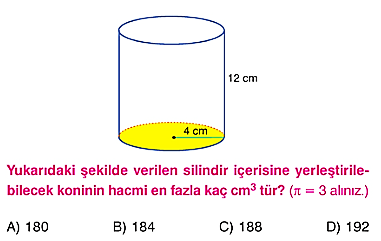 12 cm
4 cm
Yukarıdaki şekilde verilen silindir içerisine yerleştirile-
bilecek koninin hacmi en fazla kaç cm³ tür? (π = 3 alınız.)
A) 180 B) 184 C) 188 D) 192